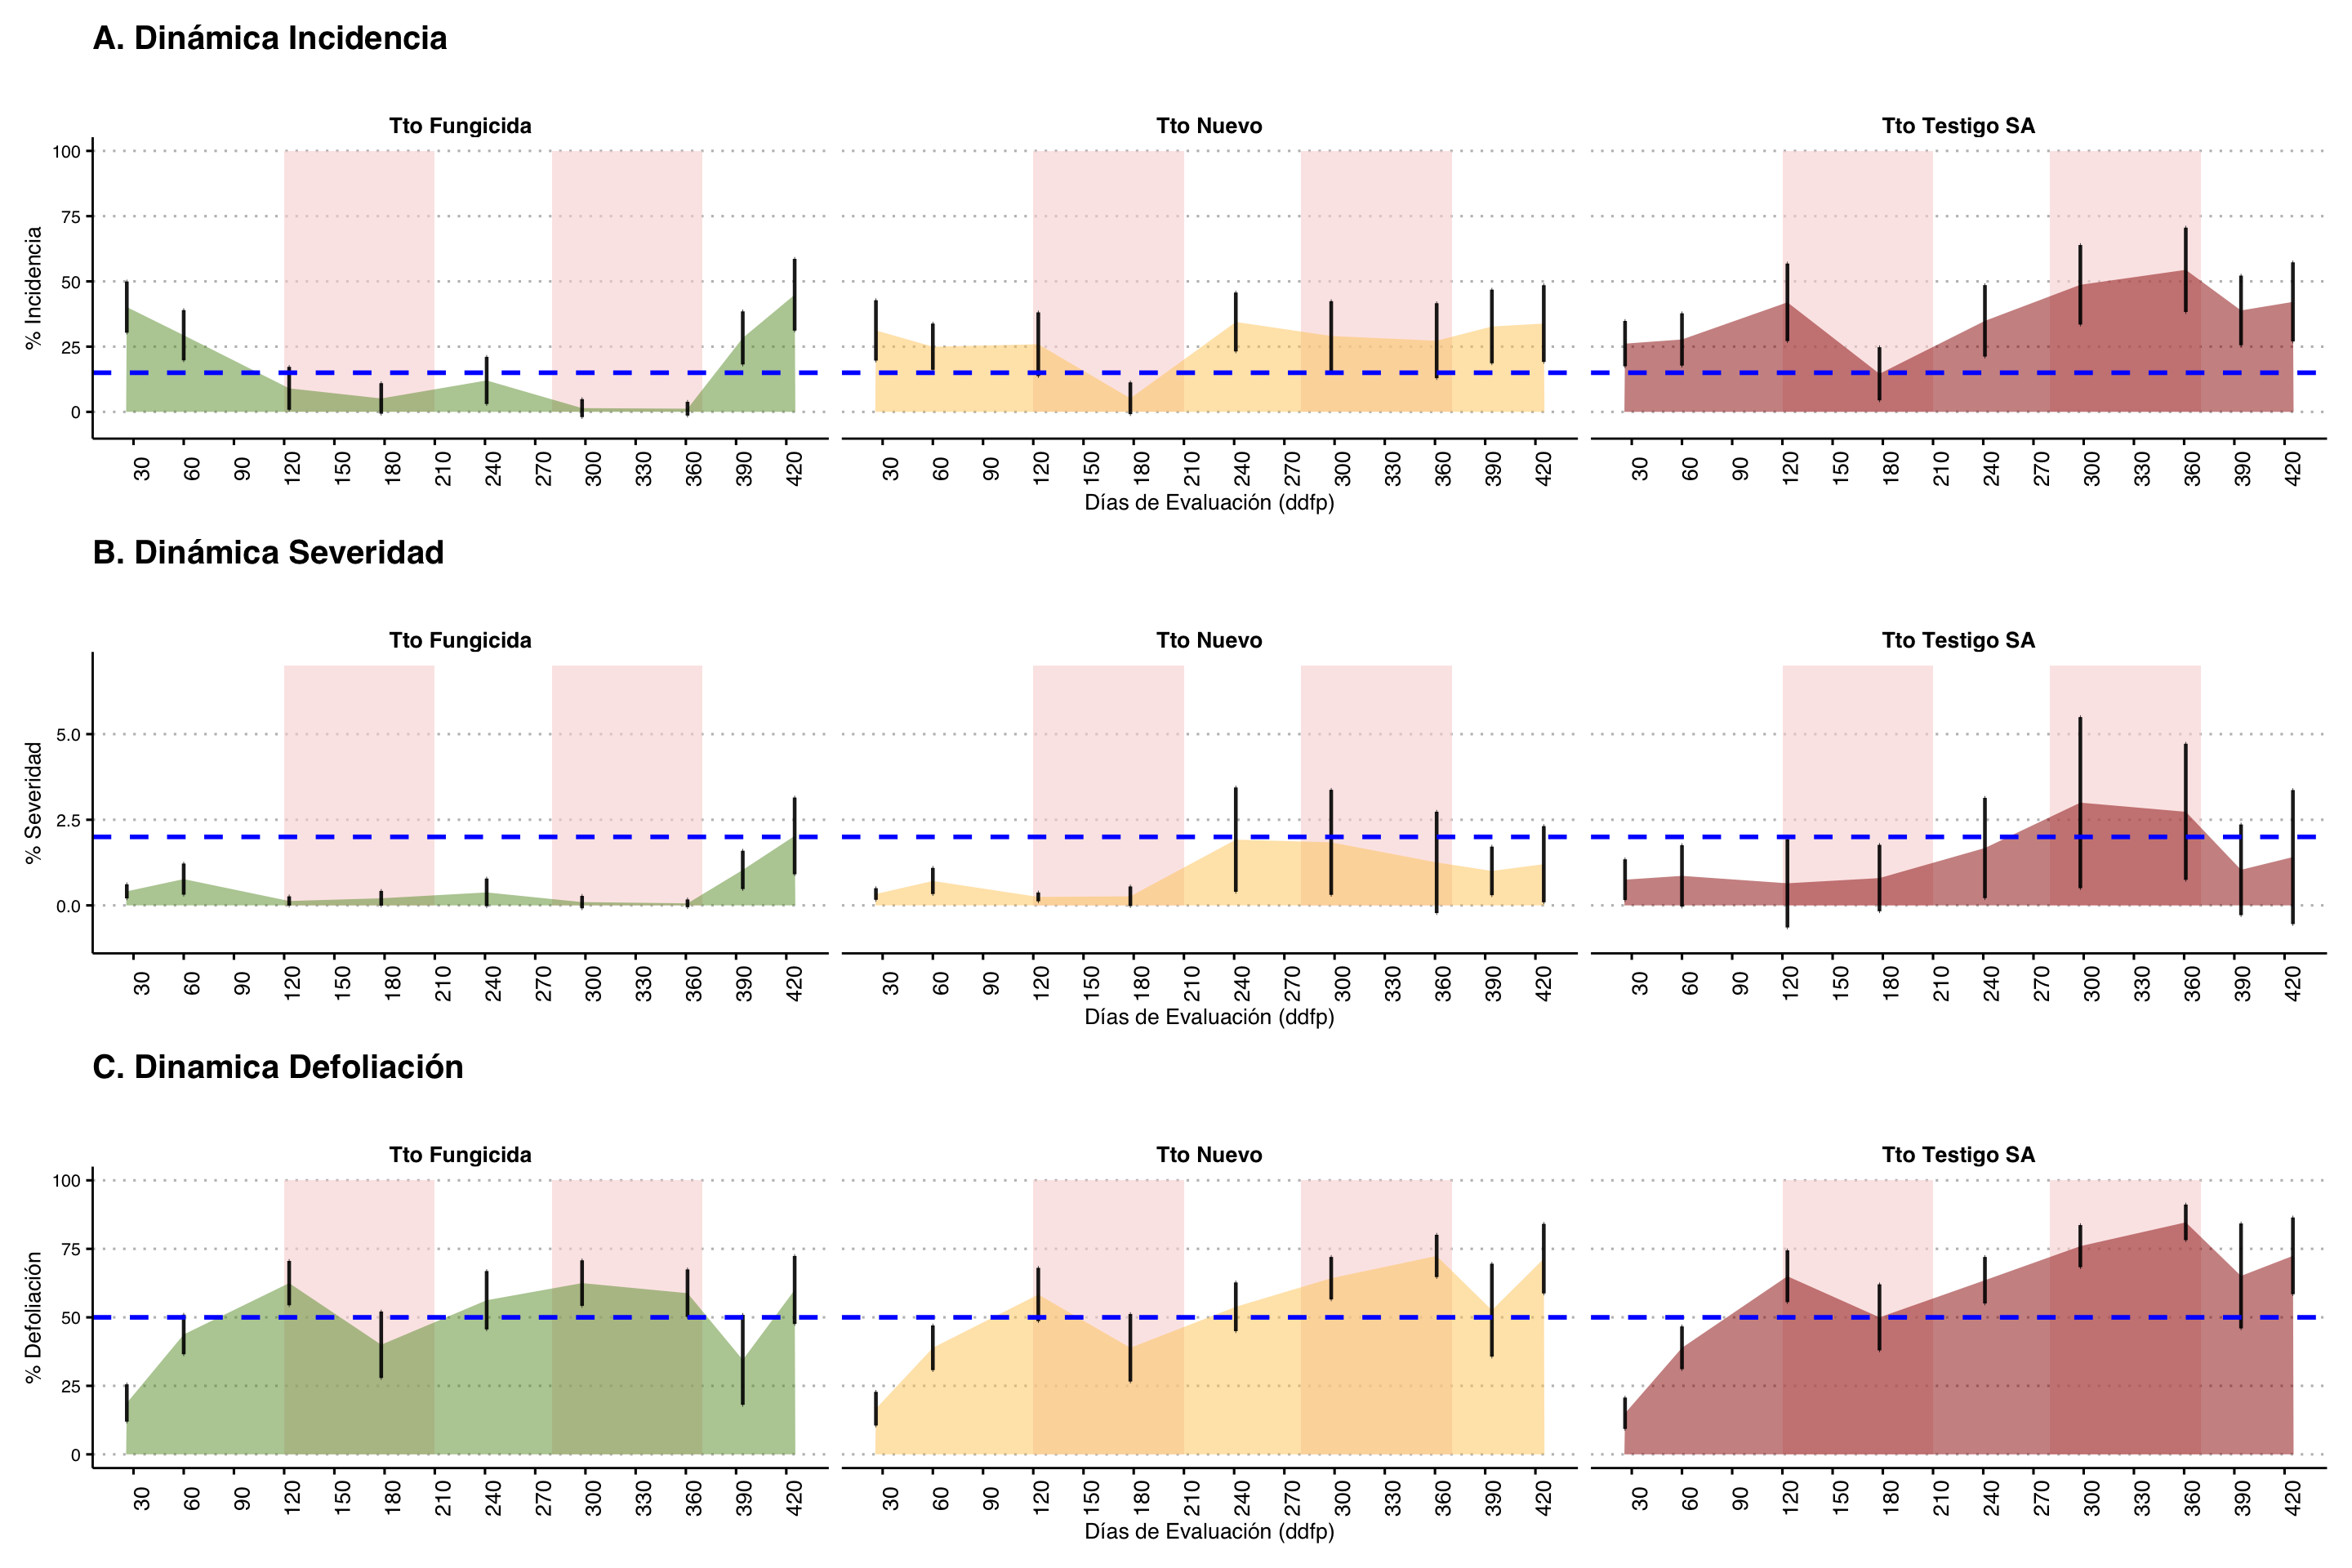 A. Dinámica Incidencia
Tto Fungicida Tto Nuevo Tto Testigo SA
% Incidencia
100
75
50
25
0
30 60 90 120 150 180 210 240 270 300 330 360 390 420 30 60 90 120 150 180 210 240 270 300 330 360 390 420 30 60 90 120 150 180 210 240 270 300 330 360 390 420
Días de Evaluación (ddfp)
B. Dinámica Severidad
Tto Fungicida Tto Nuevo Tto Testigo SA
% Severidad
5.0
2.5
0.0
30 60 90 120 150 180 210 240 270 300 330 360 390 420 30 60 90 120 150 180 210 240 270 300 330 360 390 420 30 60 90 120 150 180 210 240 270 300 330 360 390 420
Días de Evaluación (ddfp)
C. Dinamica Defoliación
Tto Fungicida Tto Nuevo Tto Testigo SA
% Defoliación
100
75
50
25
0
30 60 90 120 150 180 210 240 270 300 330 360 390 420 30 60 90 120 150 180 210 240 270 300 330 360 390 420 30 60 90 120 150 180 210 240 270 300 330 360 390 420
Días de Evaluación (ddfp)